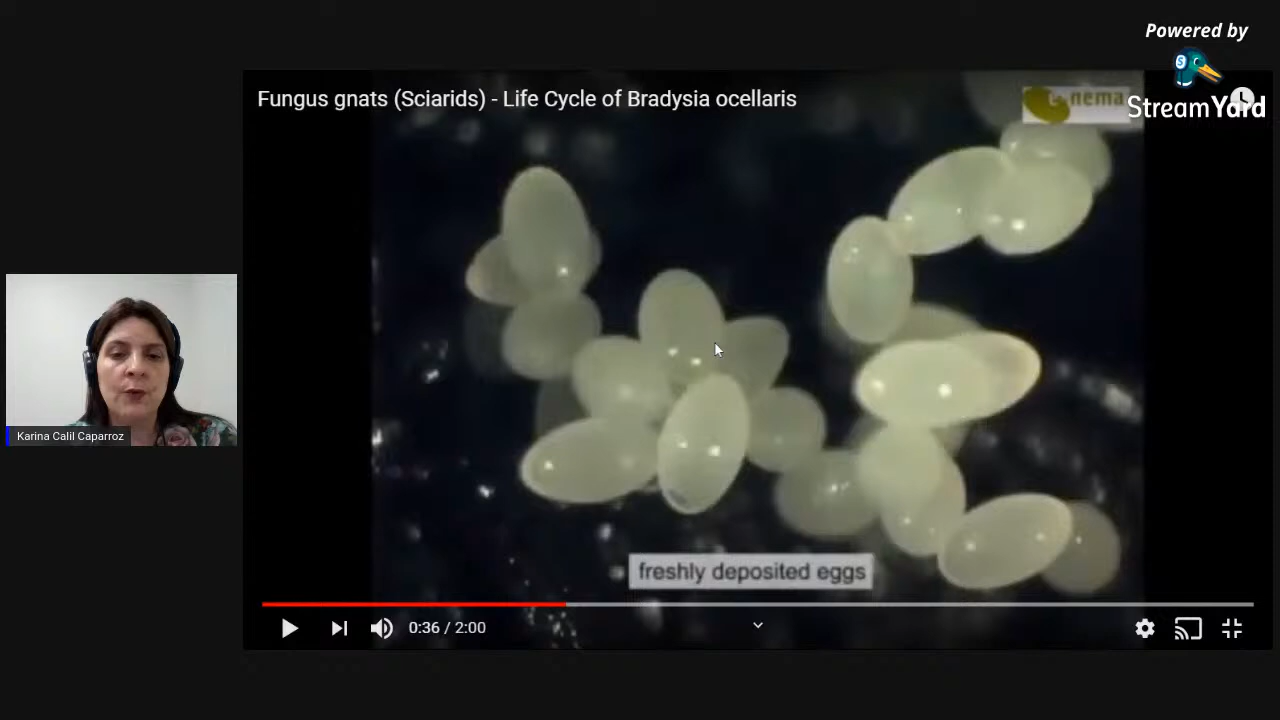 Powered by
StreamYard
Fungus gnats (Sciarids) - Life Cycle of Bradysia ocellaris
e-nema
freshly deposited eggs
0:36 / 2:00
Karina Calil Caparroz